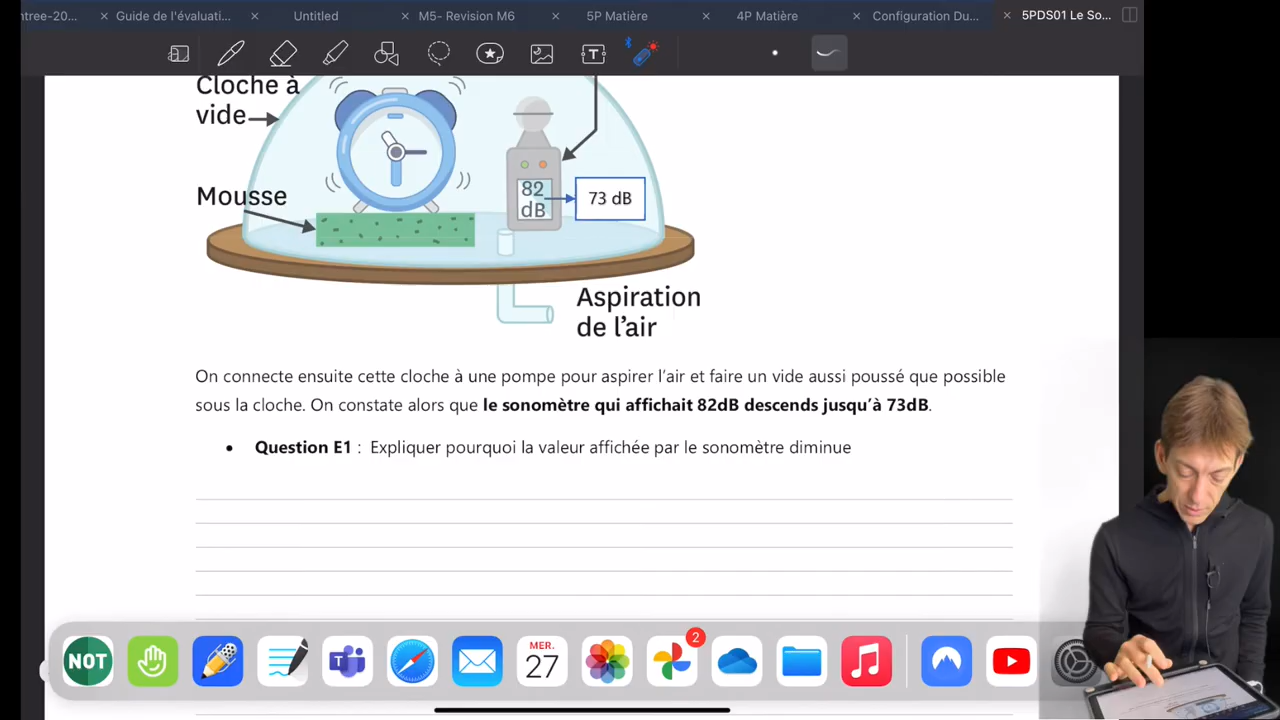 ntree-20...
Guide de l'évaluati...
Untitled
M5- Revision M6
5P Matière
4P Matière
Configuration Du...
5PDS01 Le So...
T
Cloche à
vide
Mousse
82
dB
73 dB
Aspiration
de l'air
On connecte ensuite cette cloche à une pompe pour aspirer l'air et faire un vide aussi poussé que possible
sous la cloche. On constate alors que le sonomètre qui affichait 82dB descends jusqu'à 73dB.
• Question E1 : Expliquer pourquoi la valeur affichée par le sonomètre diminue
NOT
MER.
27
2